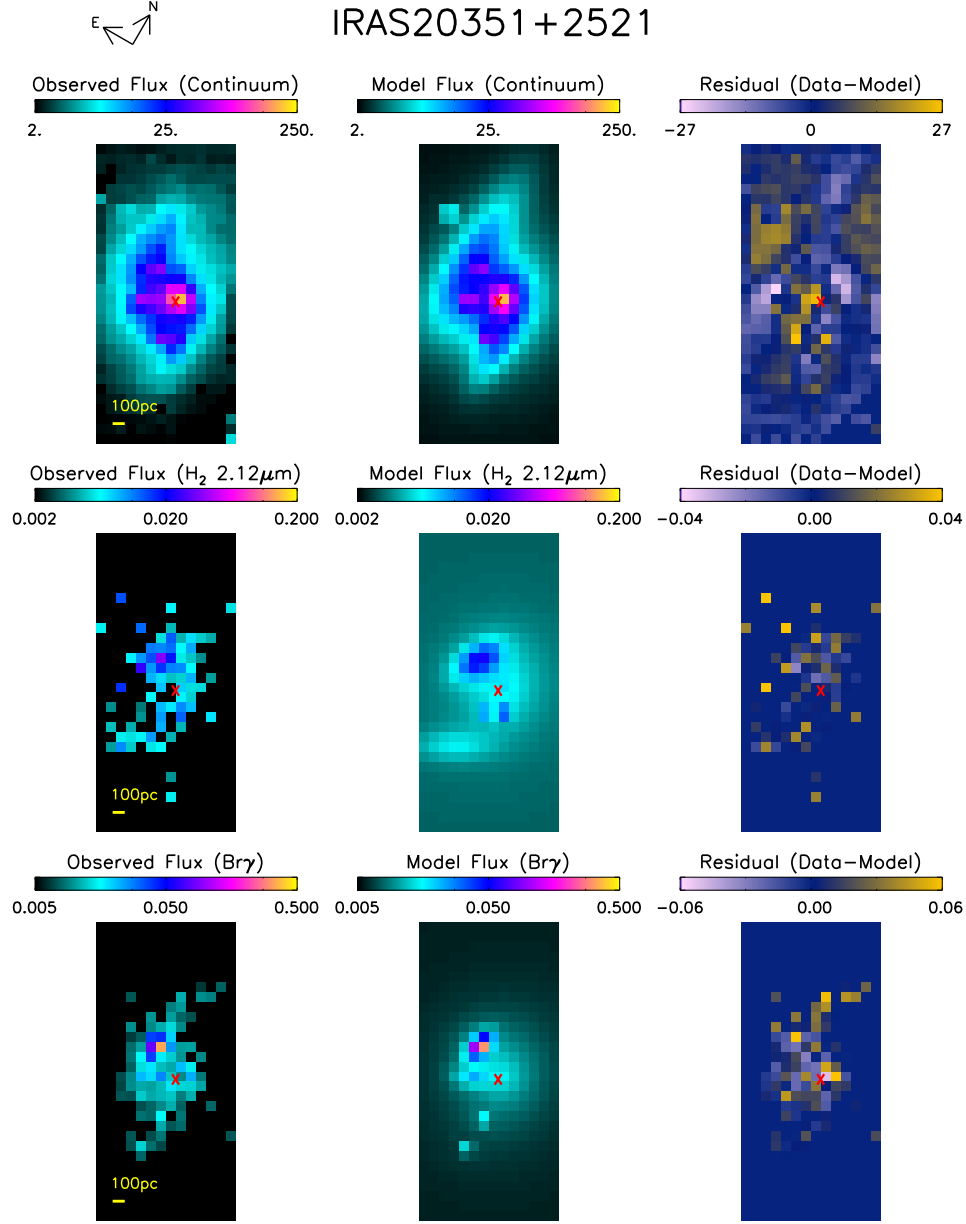 N
E
IRAS20351+2521
Observed Flux (Continuum) Model Flux (Continuum) Residual (Data−Model)
2. 25. 250. 2. 25. 250. −27 0 27
X X X
100pc
Observed Flux (H₂ 2.12μm) Model Flux (H₂ 2.12μm) Residual (Data−Model)
0.002 0.020 0.200 0.002 0.020 0.200 −0.04 0.00 0.04
X X X
100pc
Observed Flux (Brγ) Model Flux (Brγ) Residual (Data−Model)
0.005 0.050 0.500 0.005 0.050 0.500 −0.06 0.00 0.06
X X X
100pc